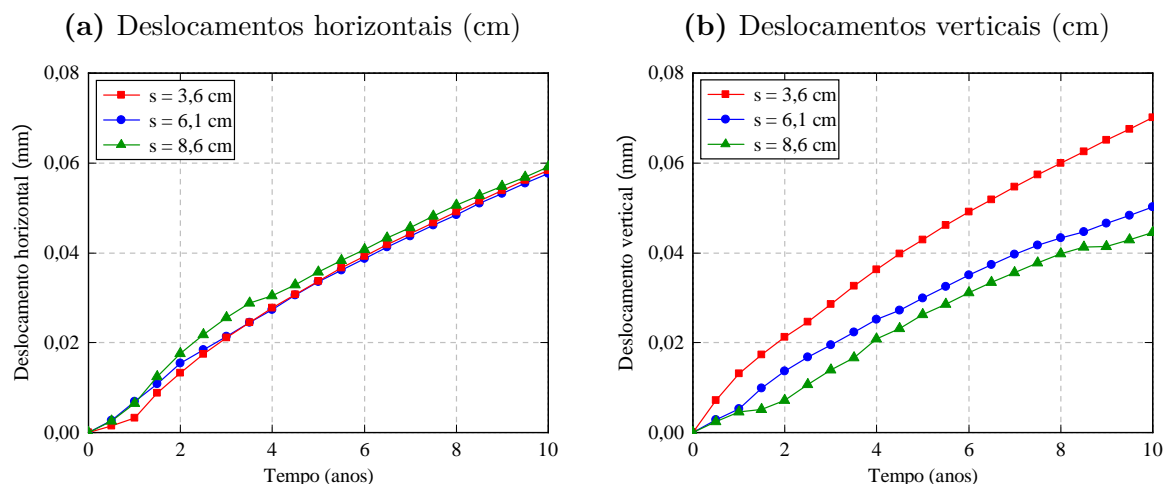 (a) Deslocamentos horizontais (cm)
0,08
0,06
0,04
0,02
0,00
Deslocamento horizontal (mm)
s = 3,6 cm
s = 6,1 cm
s = 8,6 cm
0 2 4 6 8 10
Tempo (anos)
(b) Deslocamentos verticais (cm)
0,08
0,06
0,04
0,02
0,00
Deslocamento vertical (mm)
s = 3,6 cm
s = 6,1 cm
s = 8,6 cm
0 2 4 6 8 10
Tempo (anos)